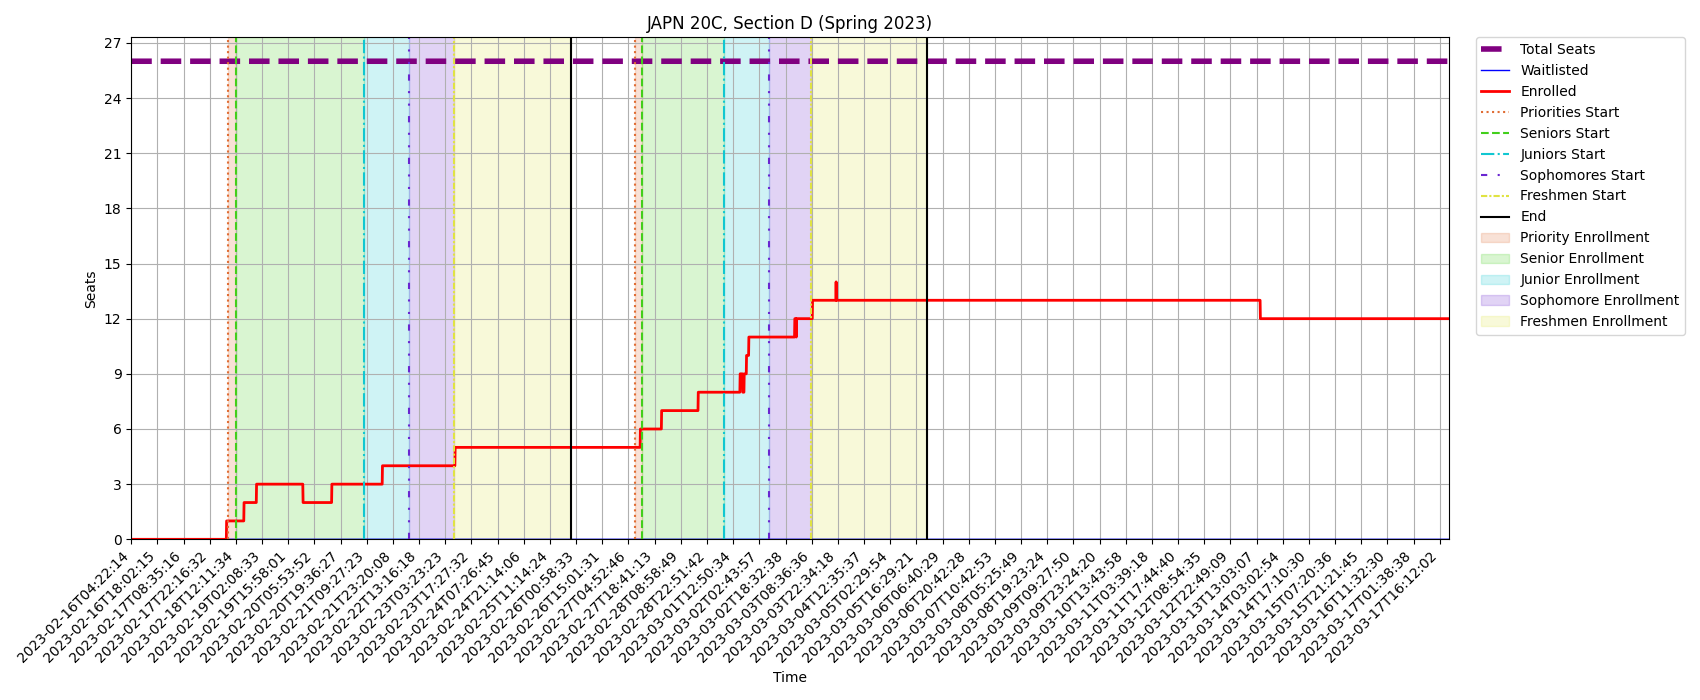 JAPN 20C, Section D (Spring 2023)
Seats
27
24
21
18
15
12
9
6
3
0
2023-02-16T04:22:14
2023-02-16T18:02:15
2023-02-17T08:35:16
2023-02-17T22:16:32
2023-02-18T12:11:34
2023-02-19T02:08:33
2023-02-19T15:58:01
2023-02-20T05:53:52
2023-02-20T19:36:27
2023-02-21T09:27:23
2023-02-21T23:20:08
2023-02-22T13:16:18
2023-02-23T03:23:23
2023-02-23T17:27:32
2023-02-24T07:26:45
2023-02-24T21:14:06
2023-02-25T11:14:24
2023-02-26T00:58:33
2023-02-26T15:01:31
2023-02-27T04:52:46
2023-02-27T18:41:13
2023-02-28T08:58:49
2023-02-28T22:51:42
2023-03-01T12:50:34
2023-03-02T02:43:57
2023-03-02T18:32:38
2023-03-03T08:36:36
2023-03-03T22:34:18
2023-03-04T12:35:37
2023-03-05T02:29:54
2023-03-05T16:29:21
2023-03-06T06:40:29
2023-03-06T20:42:28
2023-03-07T10:42:53
2023-03-08T05:25:49
2023-03-08T19:23:24
2023-03-09T09:27:50
2023-03-09T23:24:20
2023-03-10T13:43:58
2023-03-11T03:39:18
2023-03-11T17:44:40
2023-03-12T08:54:35
2023-03-12T22:49:09
2023-03-13T13:03:07
2023-03-14T03:02:54
2023-03-14T17:10:30
2023-03-15T07:20:36
2023-03-15T21:21:45
2023-03-16T11:32:30
2023-03-17T01:38:38
2023-03-17T16:12:02
Time
Total Seats
Waitlisted
Enrolled
Priorities Start
Seniors Start
Juniors Start
Sophomores Start
Freshmen Start
End
Priority Enrollment
Senior Enrollment
Junior Enrollment
Sophomore Enrollment
Freshmen Enrollment